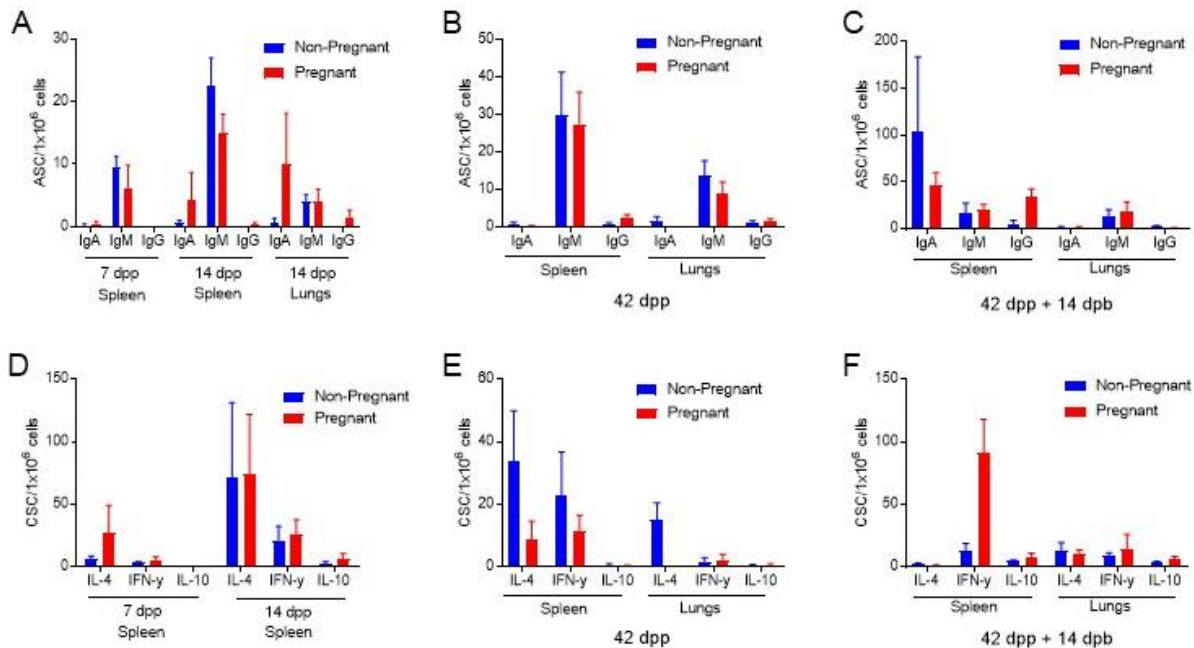 A
30
20
10
0
ASC/1x10⁶ cells
Non-Pregnant
Pregnant
IgA IgM IgG IgA IgM IgG IgA IgM IgG
7 dpp 14 dpp 14 dpp
Spleen Spleen Lungs
B
50
40
30
20
10
0
ASC/1x10⁶ cells
Non-Pregnant
Pregnant
IgA IgM IgG IgA IgM IgG
Spleen Lungs
42 dpp
C
200
150
100
50
0
ASC/1x10⁶ cells
Non-Pregnant
Pregnant
IgA IgM IgG IgA IgM IgG
Spleen Lungs
42 dpp + 14 dpb
D
150
100
50
0
CSC/1x10⁶ cells
Non-Pregnant
Pregnant
IL-4 IFN-y IL-10 IL-4 IFN-y IL-10
7 dpp 14 dpp
Spleen Spleen
E
60
40
20
0
CSC/1x10⁶ cells
Non-Pregnant
Pregnant
IL-4 IFN-y IL-10 IL-4 IFN-y IL-10
Spleen Lungs
42 dpp
F
150
100
50
0
CSC/1x10⁶ cells
Non-Pregnant
Pregnant
IL-4 IFN-y IL-10 IL-4 IFN-y IL-10
Spleen Lungs
42 dpp + 14 dpb